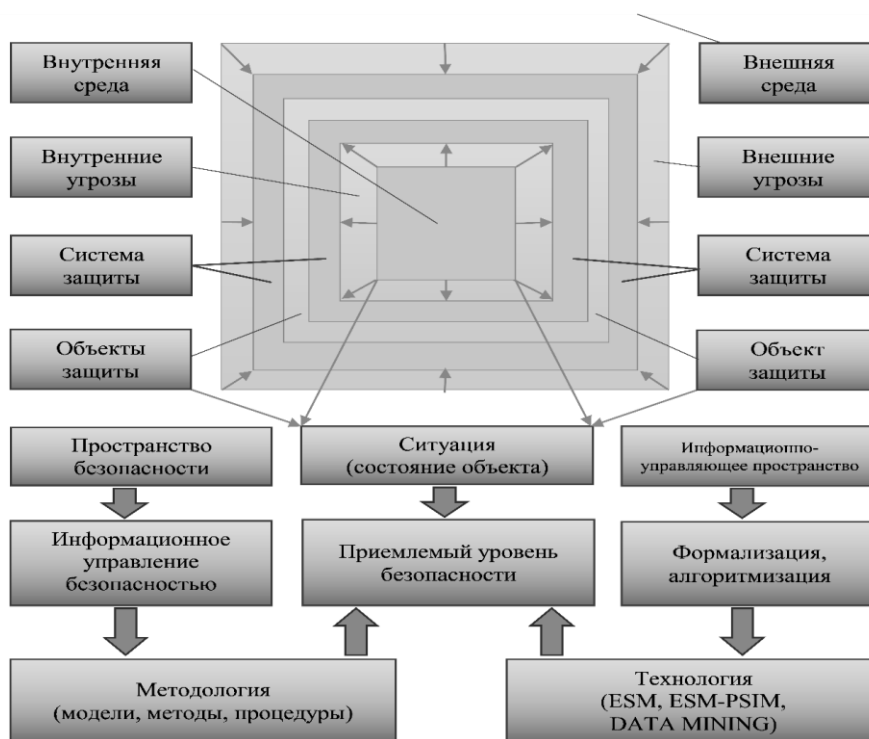 Внутренняя
среда
Внешняя
среда
Внутренние
угрозы
Внешние
угрозы
Система
защиты
Система
защиты
Объекты
защиты
Объект
защиты
Пространство
безопасности
Ситуация
(состояние объекта)
Информационно-
управляющее пространство
Информационное
управление
безопасностью
Приемлемый уровень
безопасности
Формализация,
алгоритмизация
Методология
(модели, методы, процедуры)
Технология
(ESM, ESM-PSIM,
DATA MINING)